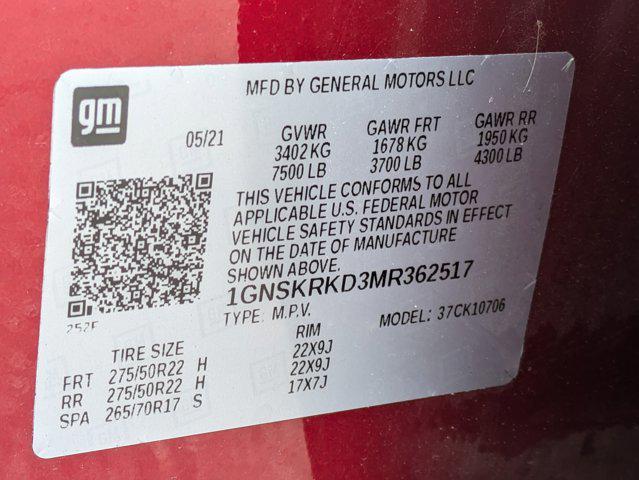 MFD BY GENERAL MOTORS LLC
gm
05/21 GVWR GAWR FRT GAWR RR
3402 KG 1678 KG 1950 KG
7500 LB 3700 LB 4300 LB
THIS VEHICLE CONFORMS TO ALL
APPLICABLE U.S. FEDERAL MOTOR
VEHICLE SAFETY STANDARDS IN EFFECT
ON THE DATE OF MANUFACTURE
SHOWN ABOVE.
1GNSKRKD3MR362517
252F
TYPE: M.P.V. MODEL: 37CK10706
TIRE SIZE RIM
FRT 275/50R22 H 22X9J
RR 275/50R22 H 22X9J
SPA 265/70R17 S 17X7J